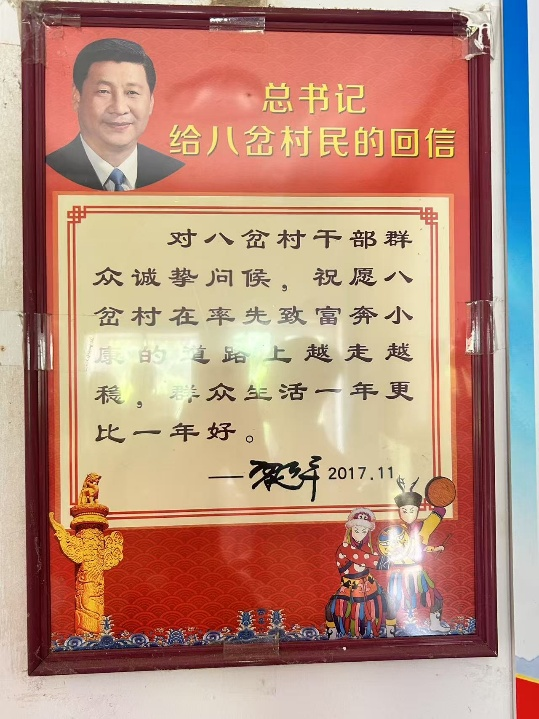 总书记
给八岔村民的回信
对八岔村干部群
众诚挚问候，祝愿八
岔村在率先致富奔小
康的道路上越走越
稳，群众生活一年更
比一年好。
——习近平 2017.11